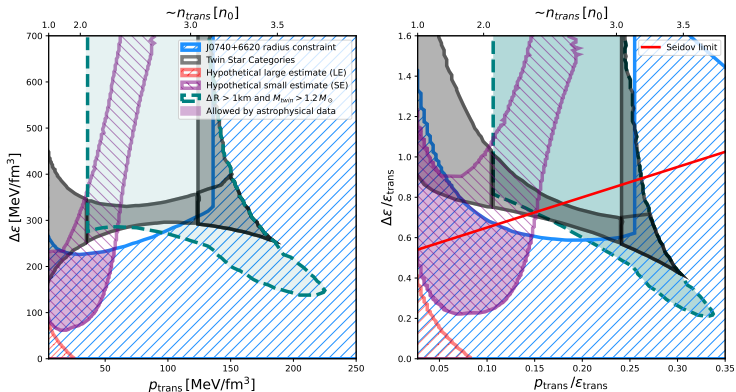 ~n_trans [n_0]
1.0 2.0 3.0 3.5
700
600
500
400
300
200
100
0
Δε [MeV/fm³]
J0740+6620 radius constraint
Twin Star Categories
Hypothetical large estimate (LE)
Hypothetical small estimate (SE)
Δ R > 1km and M_twin > 1.2 M_⊙
Allowed by astrophysical data
50 100 150 200 250
p_trans [MeV/fm³]
~n_trans [n_0]
1.0 2.0 3.0 3.5
1.6
1.4
1.2
1.0
0.8
0.6
0.4
0.2
0.0
Δε/ε_trans
Seidov limit
0.05 0.10 0.15 0.20 0.25 0.30 0.35
p_trans/ε_trans